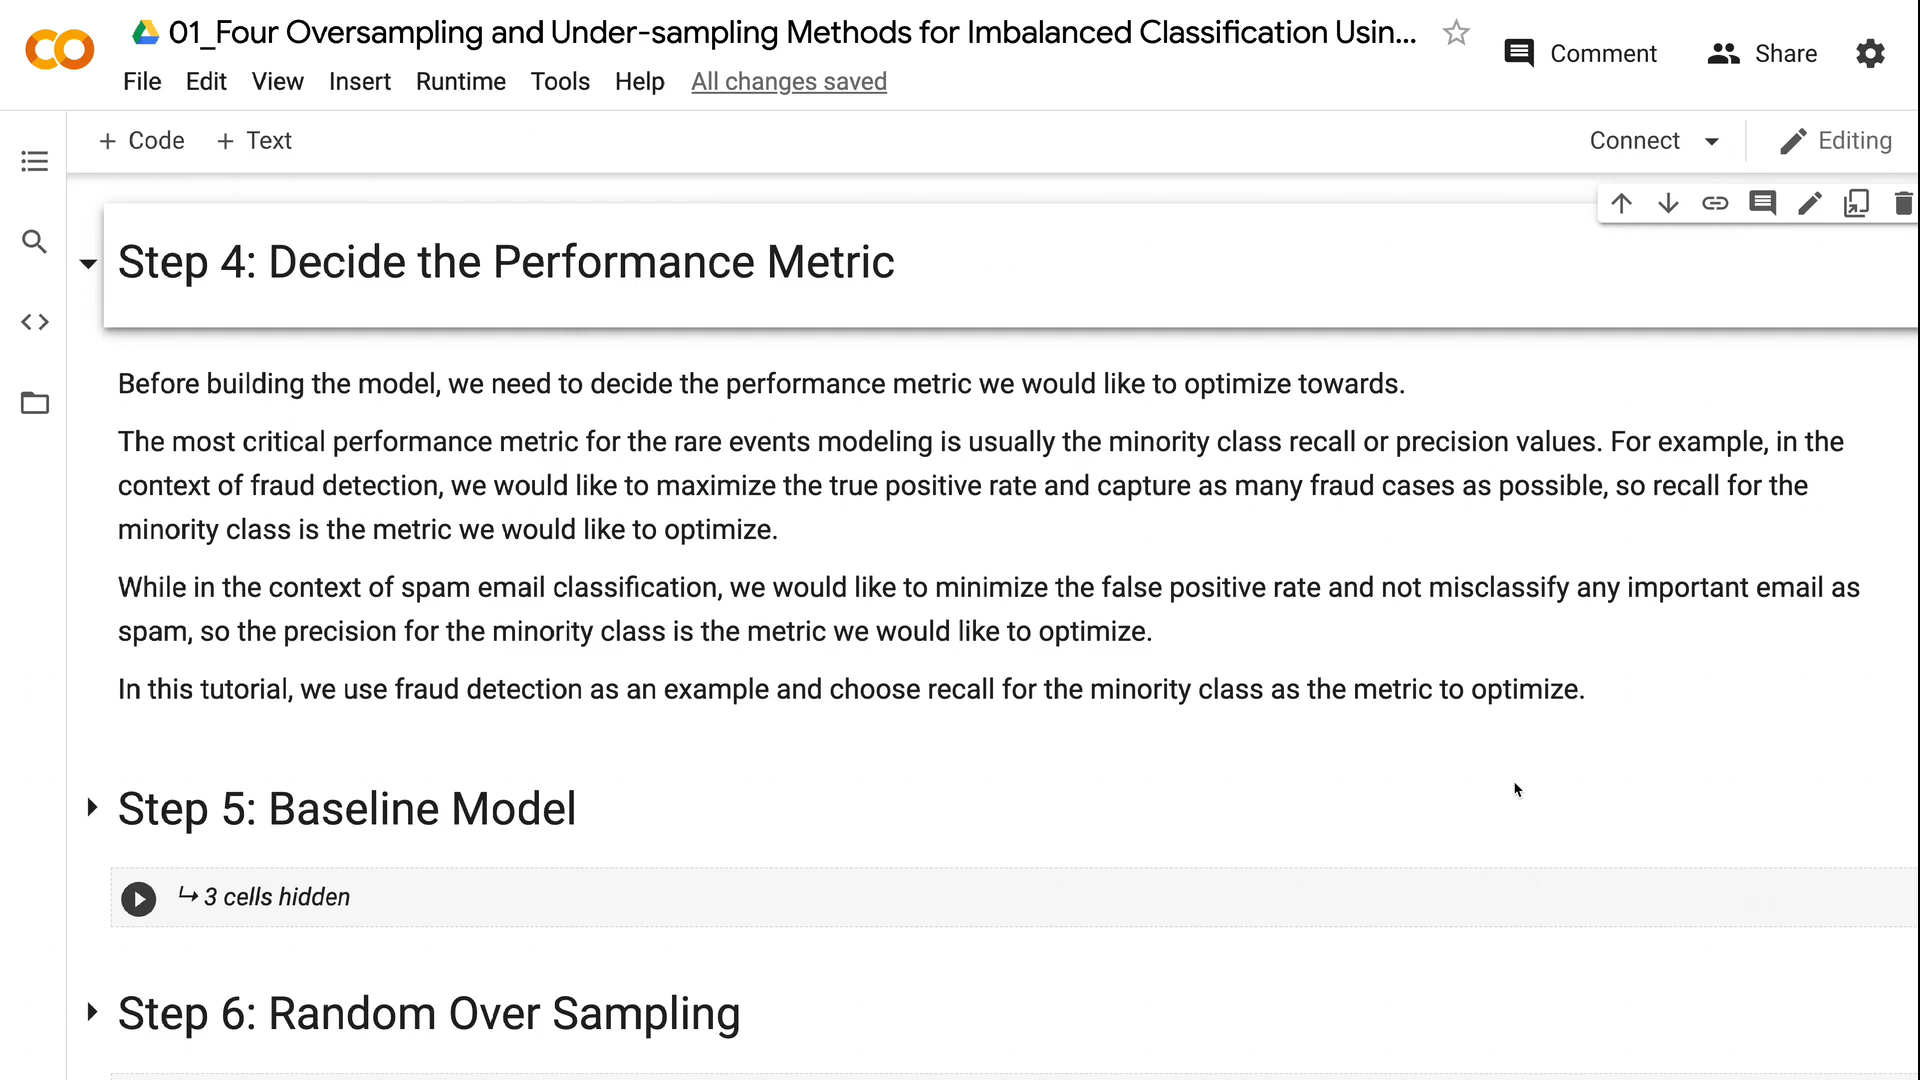 01_Four Oversampling and Under-sampling Methods for Imbalanced Classification Usin...
File Edit View Insert Runtime Tools Help All changes saved
Comment
Share
+ Code + Text
Connect
Editing
Step 4: Decide the Performance Metric
Before building the model, we need to decide the performance metric we would like to optimize towards.
The most critical performance metric for the rare events modeling is usually the minority class recall or precision values. For example, in the
context of fraud detection, we would like to maximize the true positive rate and capture as many fraud cases as possible, so recall for the
minority class is the metric we would like to optimize.
While in the context of spam email classification, we would like to minimize the false positive rate and not misclassify any important email as
spam, so the precision for the minority class is the metric we would like to optimize.
In this tutorial, we use fraud detection as an example and choose recall for the minority class as the metric to optimize.
Step 5: Baseline Model
↳ 3 cells hidden
Step 6: Random Over Sampling